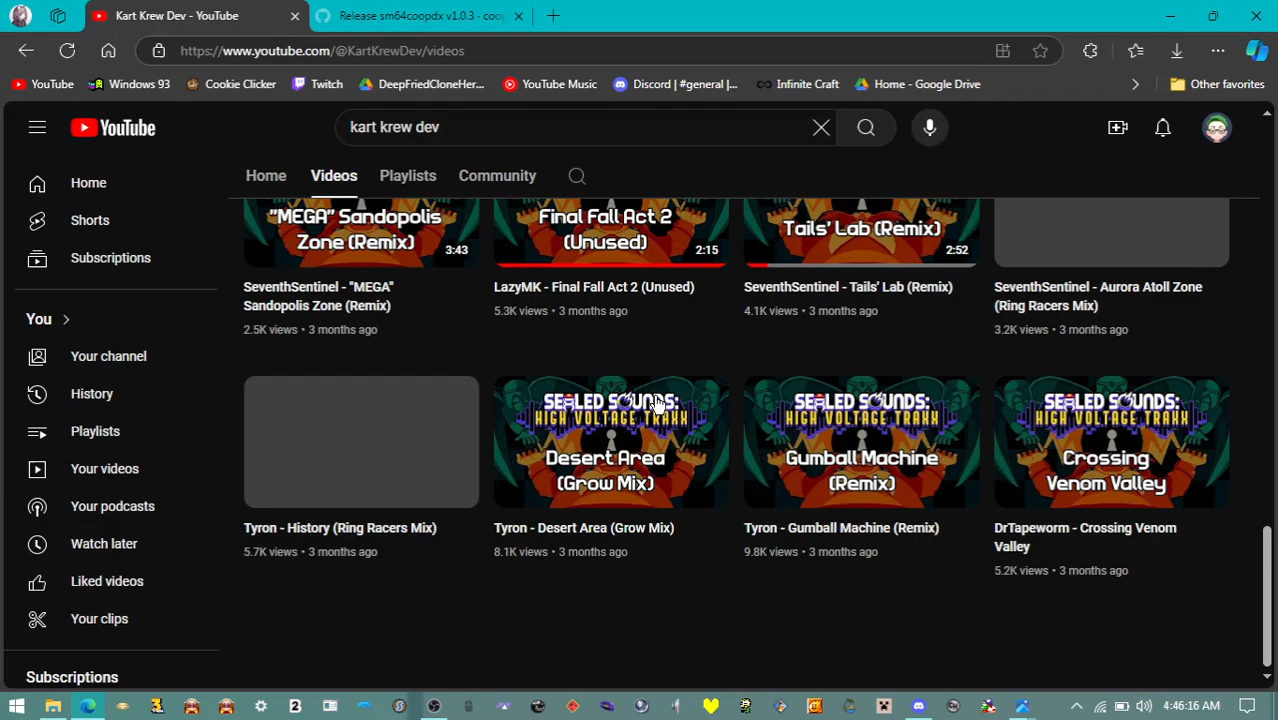 Kart Krew Dev - YouTube
Release sm64coopdx v1.0.3 · coop
https://www.youtube.com/@KartKrewDev/videos
YouTube
Windows 93
Cookie Clicker
Twitch
DeepFriedCloneHer...
YouTube Music
Discord | #general |...
Infinite Craft
Home - Google Drive
Other favorites
YouTube
kart krew dev
Home
Videos
Playlists
Community
Home
Shorts
Subscriptions
You
Your channel
History
Playlists
Your videos
Your podcasts
Watch later
Liked videos
Your clips
Subscriptions
"MEGA" Sandopolis
Zone (Remix)
3:43
SeventhSentinel - "MEGA"
Sandopolis Zone (Remix)
2.5K views • 3 months ago
Final Fall Act 2
(Unused)
2:15
LazyMK - Final Fall Act 2 (Unused)
5.3K views • 3 months ago
Tails' Lab (Remix)
2:52
SeventhSentinel - Tails' Lab (Remix)
4.1K views • 3 months ago
SeventhSentinel - Aurora Atoll Zone
(Ring Racers Mix)
3.2K views • 3 months ago
Tyron - History (Ring Racers Mix)
5.7K views • 3 months ago
SEALED SOUNDS:
HIGH VOLTAGE TRAXX
Desert Area
(Grow Mix)
Tyron - Desert Area (Grow Mix)
8.1K views • 3 months ago
SEALED SOUNDS:
HIGH VOLTAGE TRAXX
Gumball Machine
(Remix)
Tyron - Gumball Machine (Remix)
9.8K views • 3 months ago
SEALED SOUNDS:
HIGH VOLTAGE TRAXX
Crossing
Venom Valley
DrTapeworm - Crossing Venom
Valley
5.2K views • 3 months ago
4:46:16 AM